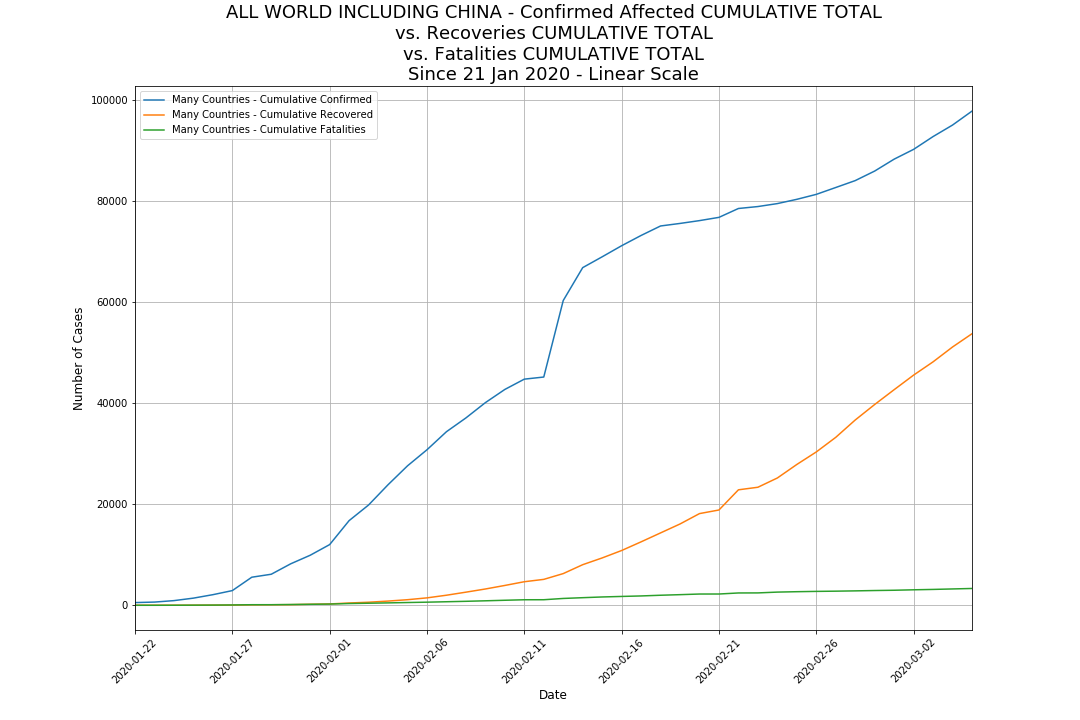 ALL WORLD INCLUDING CHINA - Confirmed Affected CUMULATIVE TOTAL
vs. Recoveries CUMULATIVE TOTAL
vs. Fatalities CUMULATIVE TOTAL
Since 21 Jan 2020 - Linear Scale
Many Countries - Cumulative Confirmed
Many Countries - Cumulative Recovered
Many Countries - Cumulative Fatalities
100000
80000
60000
40000
20000
0
Number of Cases
2020-01-22
2020-01-27
2020-02-01
2020-02-06
2020-02-11
2020-02-16
2020-02-21
2020-02-26
2020-03-02
Date